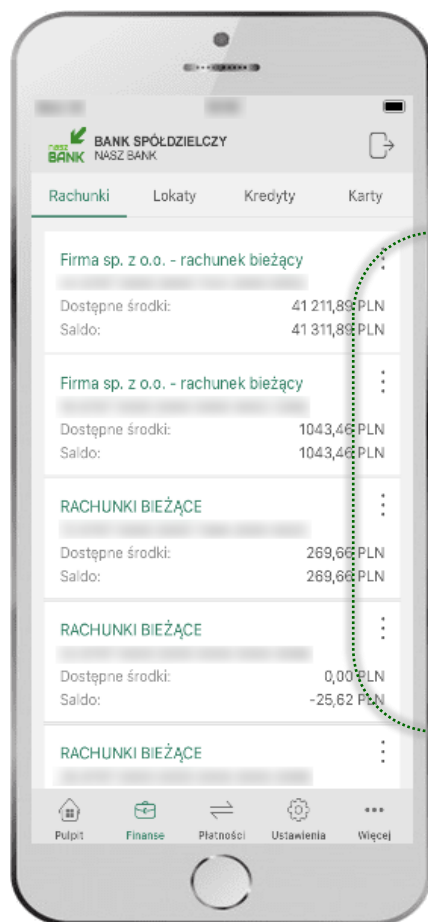 nasz
BANK
BANK SPÓŁDZIELCZY
NASZ BANK
Rachunki Lokaty Kredyty Karty
Firma sp. z o.o. - rachunek bieżący
Dostępne środki: 41 211,89 PLN
Saldo: 41 311,89 PLN
Firma sp. z o.o. - rachunek bieżący
Dostępne środki: 1043,46 PLN
Saldo: 1043,46 PLN
RACHUNKI BIEŻĄCE
Dostępne środki: 269,66 PLN
Saldo: 269,66 PLN
RACHUNKI BIEŻĄCE
Dostępne środki: 0,00 PLN
Saldo: -25,62 PLN
RACHUNKI BIEŻĄCE
Pulpit Finanse Płatności Ustawienia Więcej